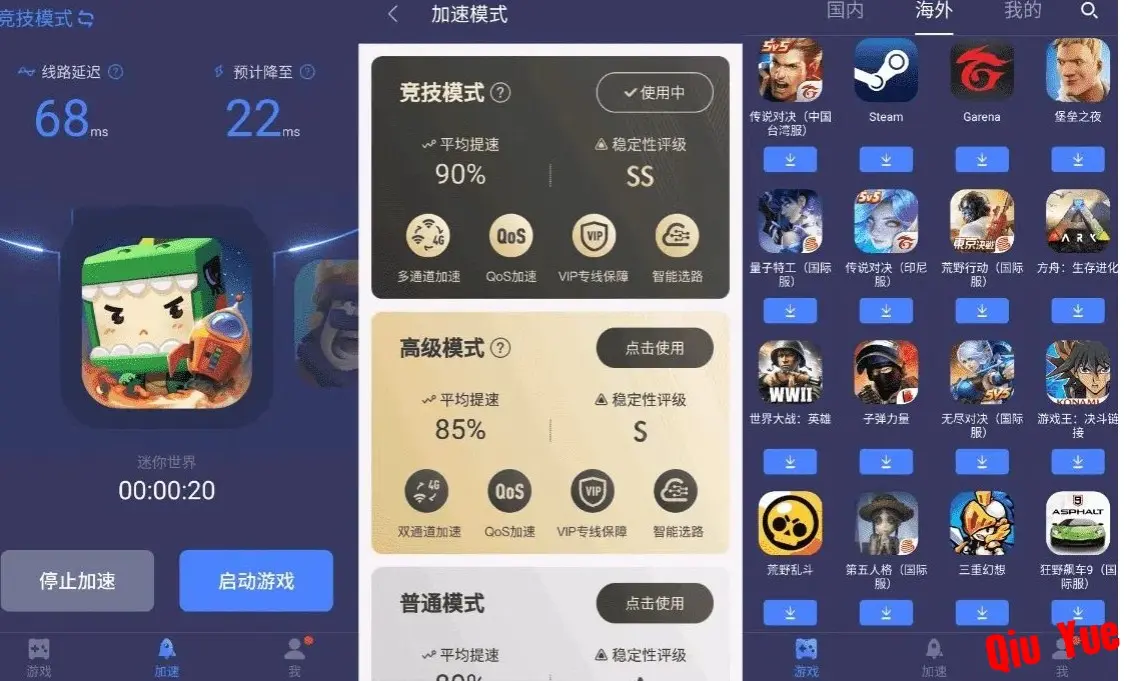 竞技模式
线路延迟 ?
预计降至 ?
68ms
22ms
迷你世界
00:00:20
停止加速
启动游戏
游戏
加速
我
加速模式
竞技模式 ?
使用中
平均提速
稳定性评级
90%
SS
4G
QoS
VIP
多通道加速
QoS加速
VIP专线保障
智能选路
高级模式 ?
点击使用
平均提速
稳定性评级
85%
S
4G
QoS
VIP
双通道加速
QoS加速
VIP专线保障
智能选路
普通模式
点击使用
平均提速
稳定性评级
国内
海外
我的
5v5
传说对决（中国
台湾服）
Steam
Garena
堡垒之夜
5v5
東京決戦
ARK
量子特工（国际
服）
传说对决（印尼
服）
荒野行动（国际
服）
方舟：生存进化
WWII
5V5
KONAMI
世界大战：英雄
子弹力量
无尽对决（国际
服）
游戏王：决斗链
接
9
ASPHALT
荒野乱斗
第五人格（国际
服）
三重幻想
狂野飙车9（国
际服）
游戏
加速
我
Qiu Yue